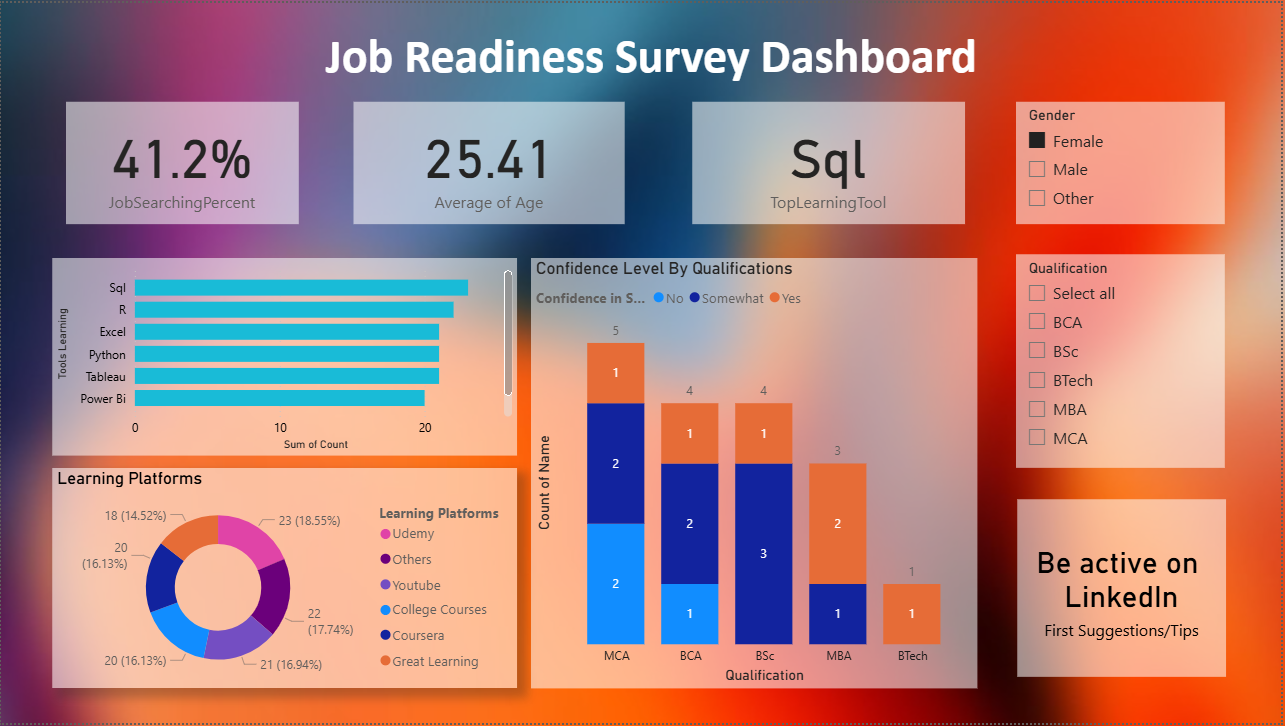 Job Readiness Survey Dashboard
41.2%
JobSearchingPercent
25.41
Average of Age
Sql
TopLearningTool
Gender
Female
Male
Other
Tools Learning
Sql
R
Excel
Python
Tableau
Power Bi
0 10 20
Sum of Count
Confidence Level By Qualifications
Confidence in S... No Somewhat Yes
Count of Name
5
1
2
2
4
1
2
1
4
1
3
3
2
1
1
1
MCA BCA BSc MBA BTech
Qualification
Qualification
Select all
BCA
BSc
BTech
MBA
MCA
Learning Platforms
18 (14.52%)
23 (18.55%)
20
(16.13%)
22
(17.74%)
20 (16.13%)
21 (16.94%)
Learning Platforms
Udemy
Others
Youtube
College Courses
Coursera
Great Learning
Be active on
LinkedIn
First Suggestions/Tips